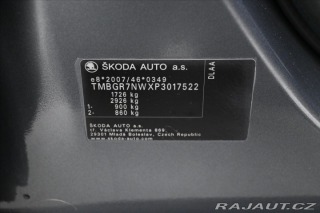 ŠKODA AUTO a.s.
e8*2007/46*0349
TMBGR7NWXP3017522
1726 kg
2926 kg
1- 900 kg
2- 860 kg
DLAA
ŠKODA AUTO a.s.
tř. Václava Klementa 869,
29301 Mladá Boleslav, Czech Republic
www.skoda-auto.com
RAJAUT.CZ